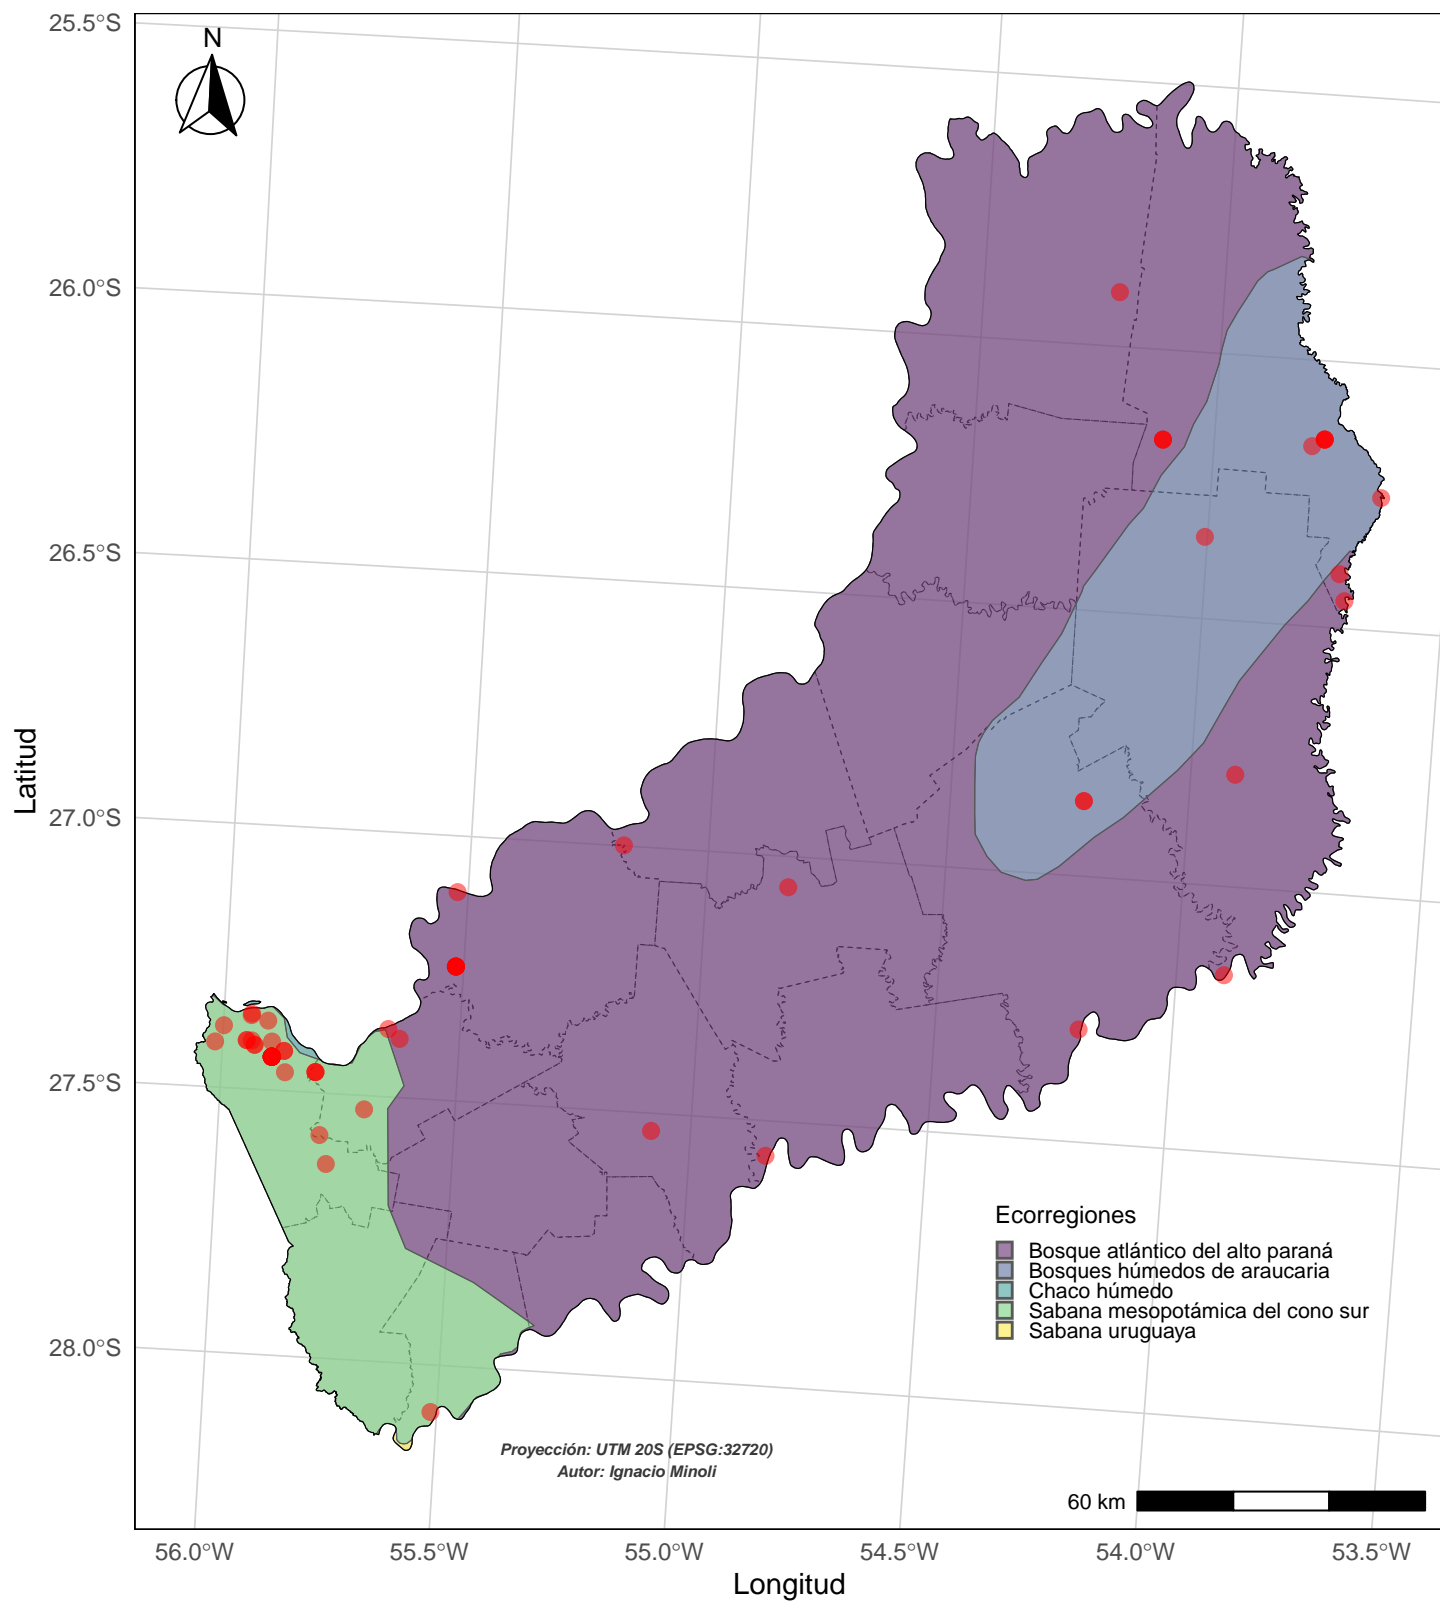 N
25.5°S
26.0°S
26.5°S
27.0°S
27.5°S
28.0°S
Latitud
Ecorregiones
Bosque atlántico del alto paraná
Bosques húmedos de araucaria
Chaco húmedo
Sabana mesopotámica del cono sur
Sabana uruguaya
Proyección: UTM 20S (EPSG:32720)
Autor: Ignacio Minoli
60 km
56.0°W
55.5°W
55.0°W
54.5°W
54.0°W
53.5°W
Longitud